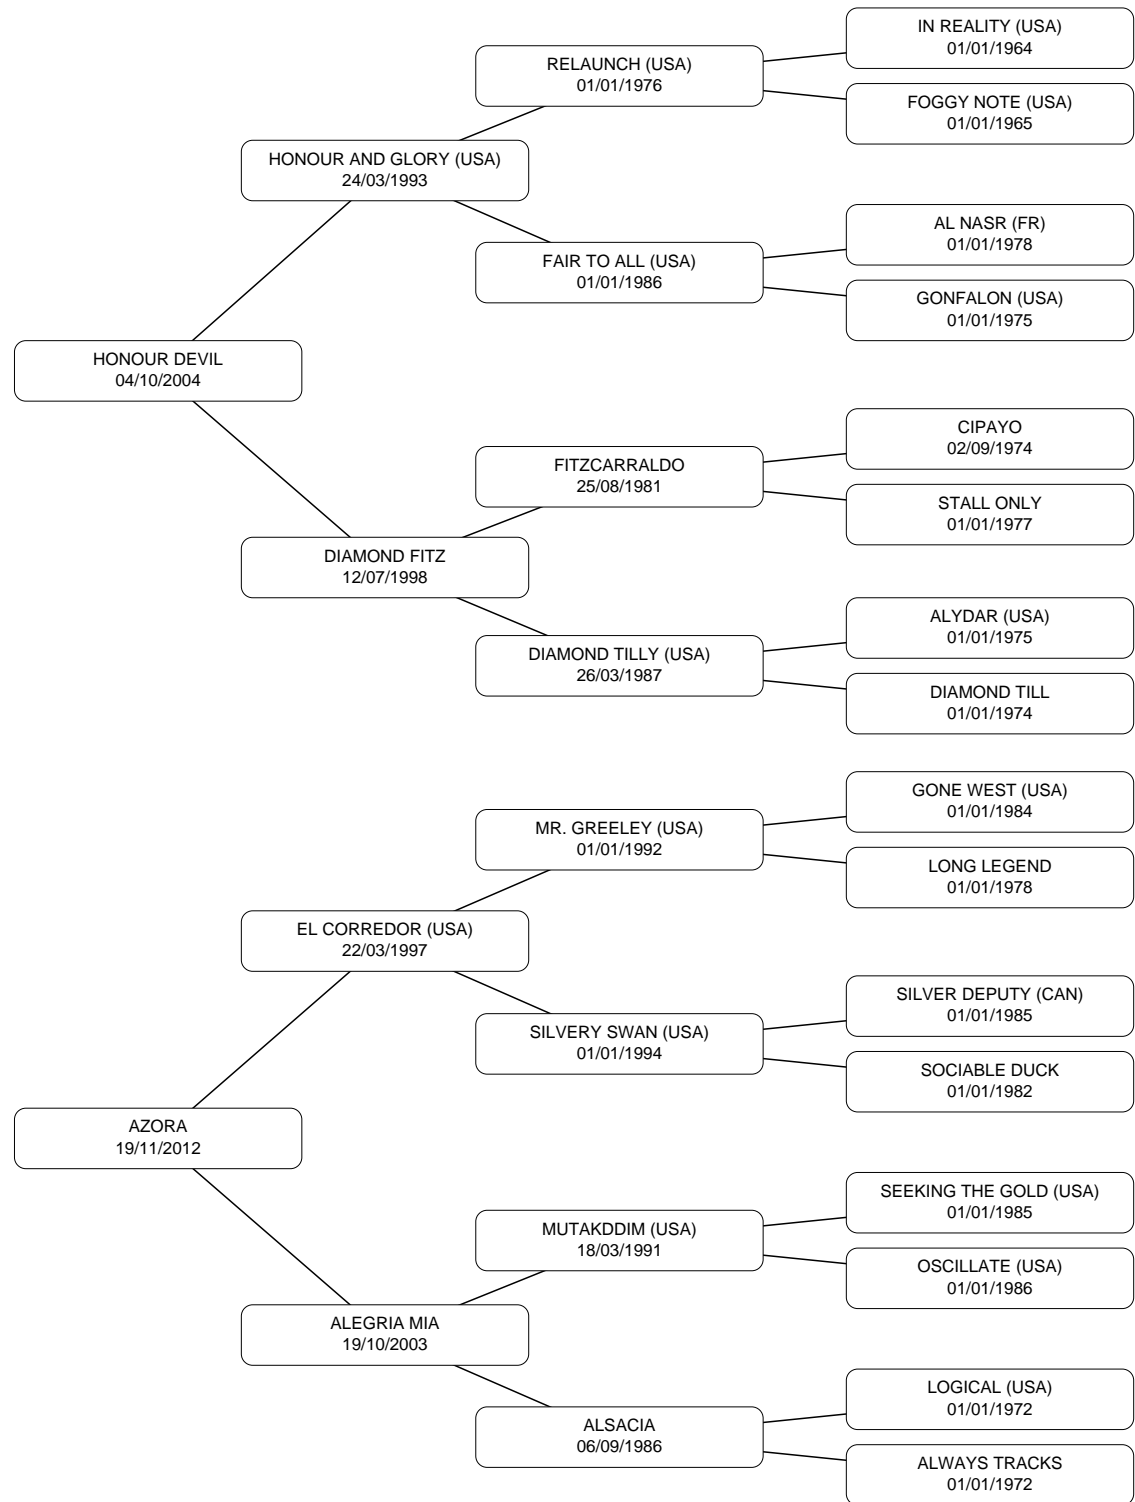 IN REALITY (USA)
01/01/1964
RELAUNCH (USA)
01/01/1976
FOGGY NOTE (USA)
01/01/1965
HONOUR AND GLORY (USA)
24/03/1993
AL NASR (FR)
01/01/1978
FAIR TO ALL (USA)
01/01/1986
GONFALON (USA)
01/01/1975
HONOUR DEVIL
04/10/2004
CIPAYO
02/09/1974
FITZCARRALDO
25/08/1981
STALL ONLY
01/01/1977
DIAMOND FITZ
12/07/1998
ALYDAR (USA)
01/01/1975
DIAMOND TILLY (USA)
26/03/1987
DIAMOND TILL
01/01/1974
GONE WEST (USA)
01/01/1984
MR. GREELEY (USA)
01/01/1992
LONG LEGEND
01/01/1978
EL CORREDOR (USA)
22/03/1997
SILVER DEPUTY (CAN)
01/01/1985
SILVERY SWAN (USA)
01/01/1994
SOCIABLE DUCK
01/01/1982
AZORA
19/11/2012
SEEKING THE GOLD (USA)
01/01/1985
MUTAKDDIM (USA)
18/03/1991
OSCILLATE (USA)
01/01/1986
ALEGRIA MIA
19/10/2003
LOGICAL (USA)
01/01/1972
ALSACIA
06/09/1986
ALWAYS TRACKS
01/01/1972